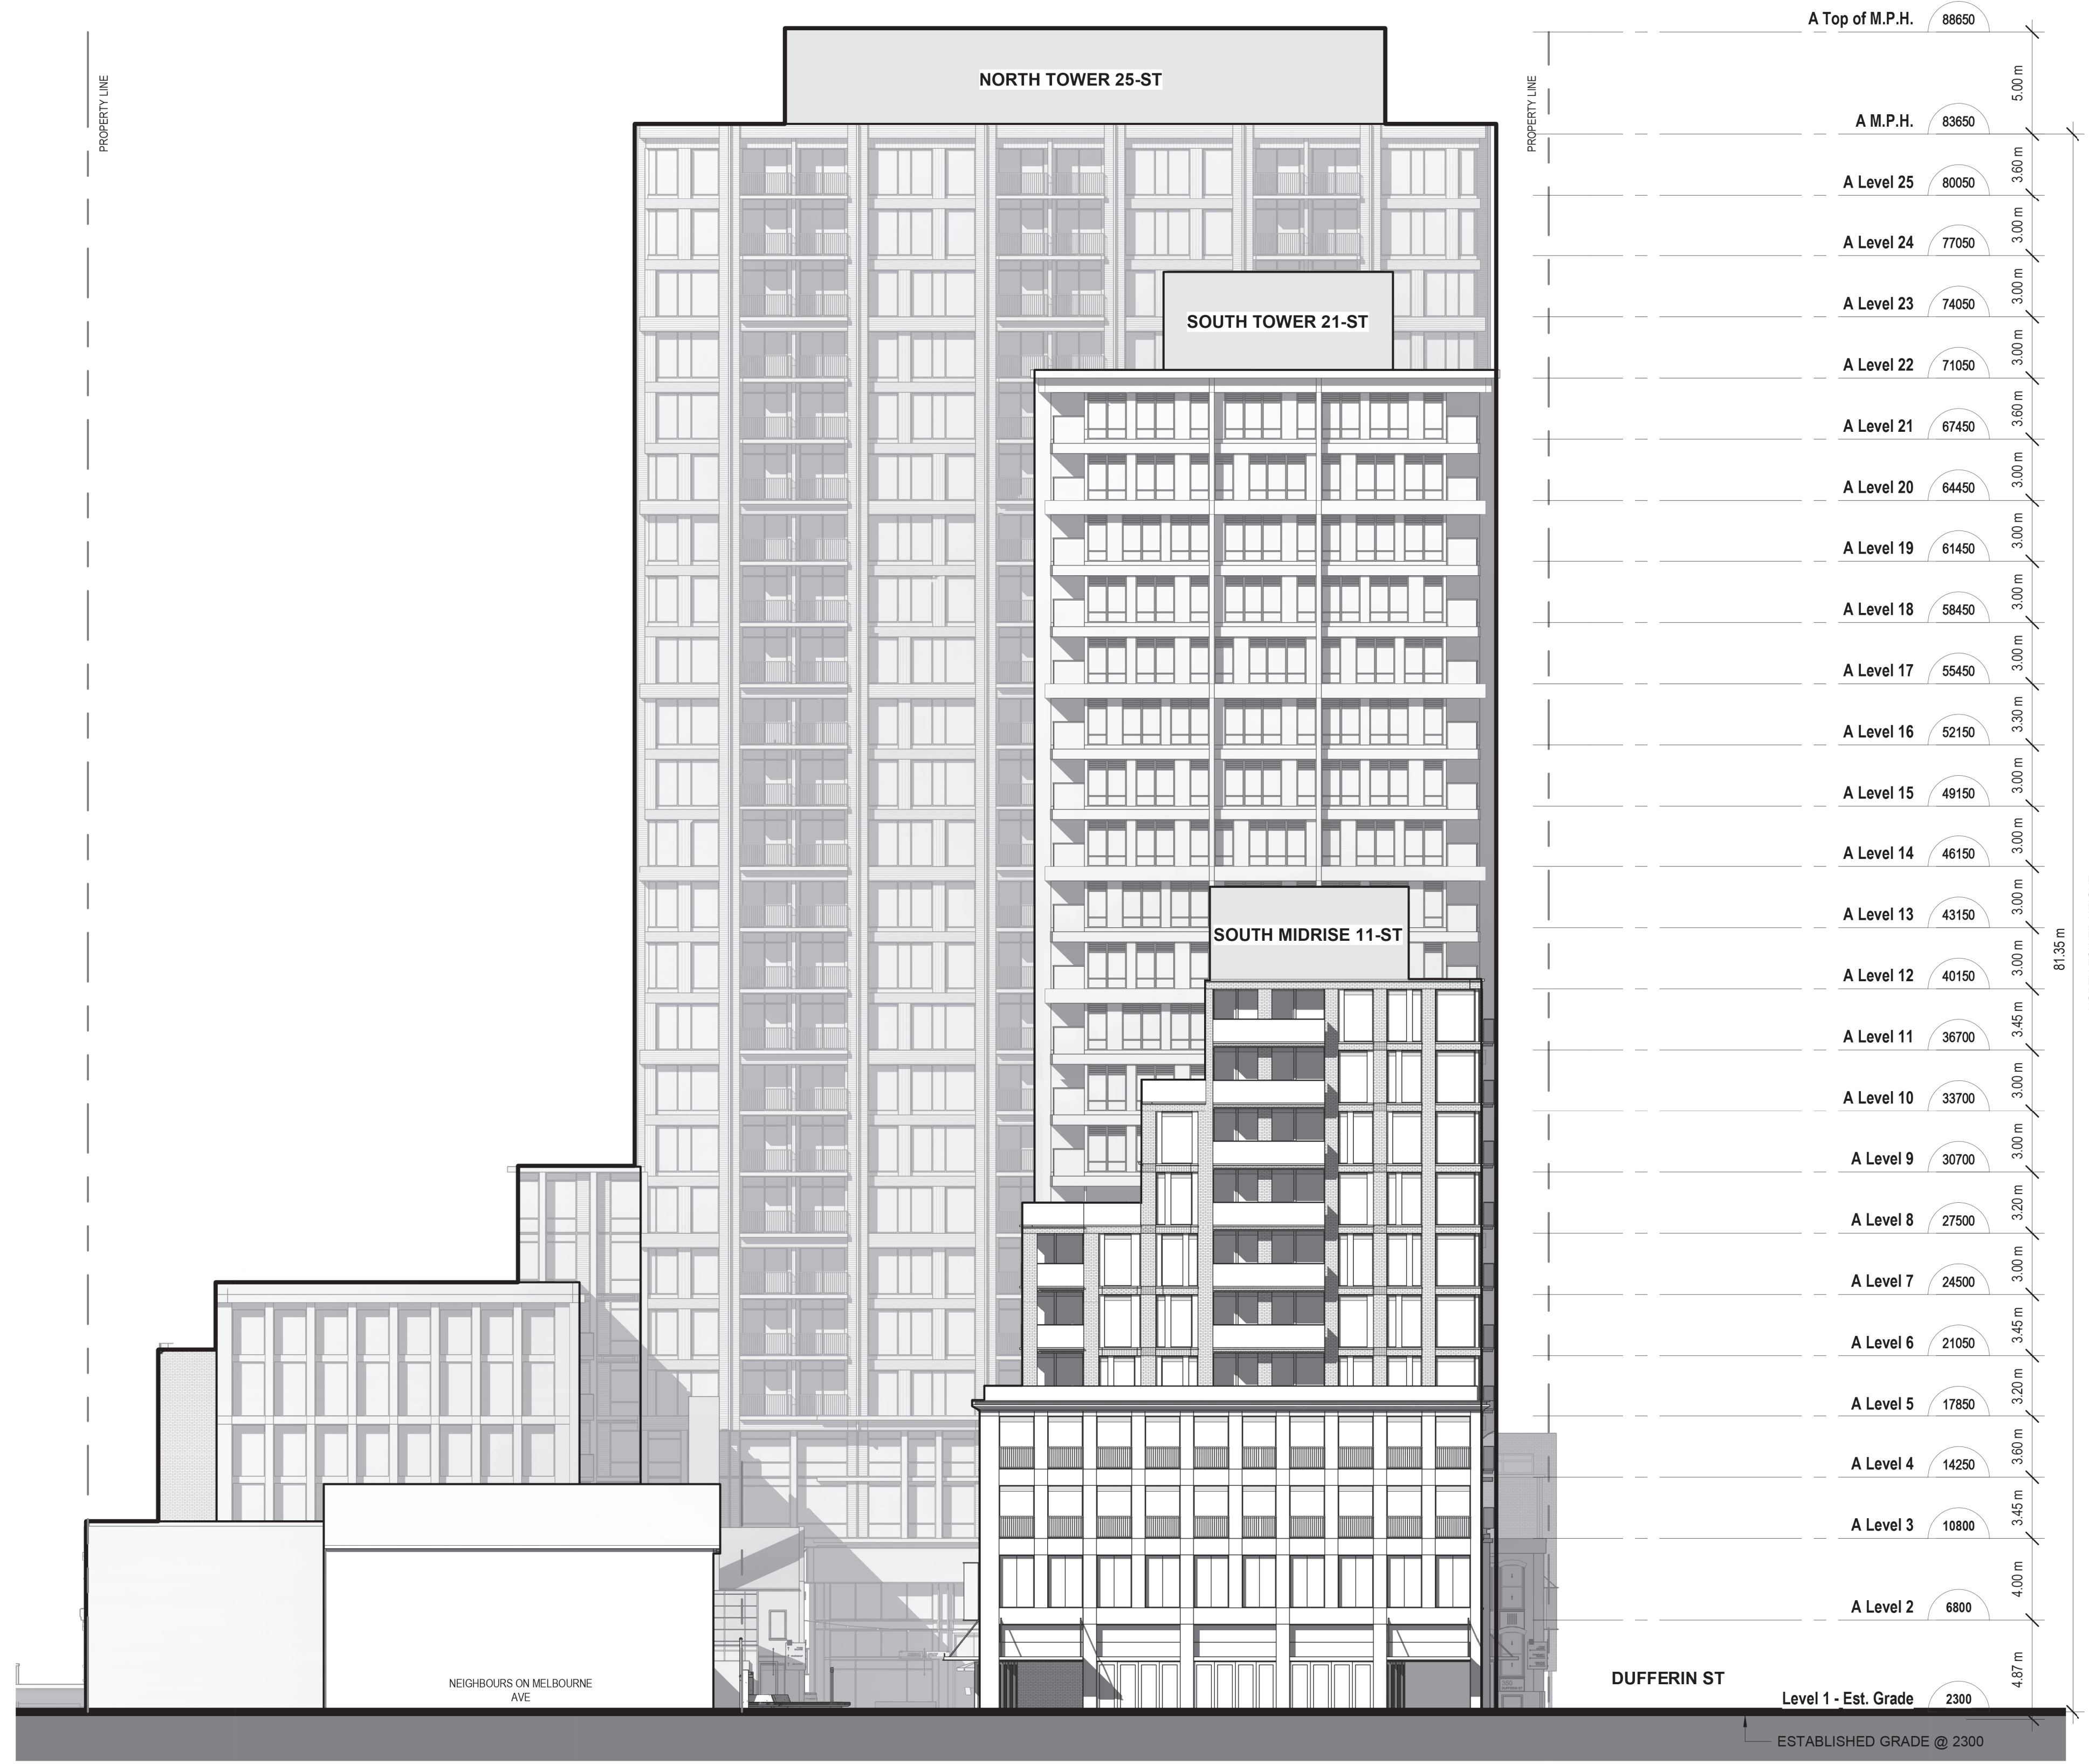 A Top of M.P.H. 88650
NORTH TOWER 25-ST
PROPERTY LINE
PROPERTY LINE
5.00 m
A M.P.H. 83650
3.60 m
A Level 25 80050
3.00 m
A Level 24 77050
3.00 m
A Level 23 74050
SOUTH TOWER 21-ST
3.00 m
A Level 22 71050
3.60 m
A Level 21 67450
3.00 m
A Level 20 64450
3.00 m
A Level 19 61450
3.00 m
A Level 18 58450
3.00 m
A Level 17 55450
3.30 m
A Level 16 52150
3.00 m
A Level 15 49150
3.00 m
A Level 14 46150
3.00 m
A Level 13 43150
SOUTH MIDRISE 11-ST
81.35 m
3.00 m
A Level 12 40150
3.45 m
A Level 11 36700
3.00 m
A Level 10 33700
3.00 m
A Level 9 30700
3.20 m
A Level 8 27500
3.00 m
A Level 7 24500
3.45 m
A Level 6 21050
3.20 m
A Level 5 17850
3.60 m
A Level 4 14250
3.45 m
A Level 3 10800
4.00 m
A Level 2 6800
4.87 m
NEIGHBOURS ON MELBOURNE
AVE
DUFFERIN ST
Level 1 - Est. Grade 2300
ESTABLISHED GRADE @ 2300